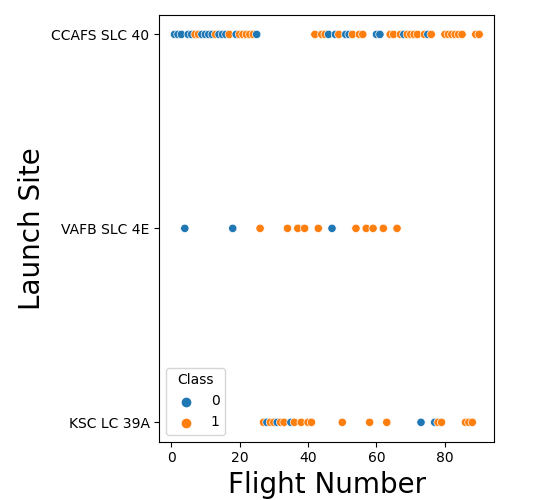 CCAFS SLC 40
VAFB SLC 4E
KSC LC 39A
Launch Site
Class
0
1
0 20 40 60 80
Flight Number